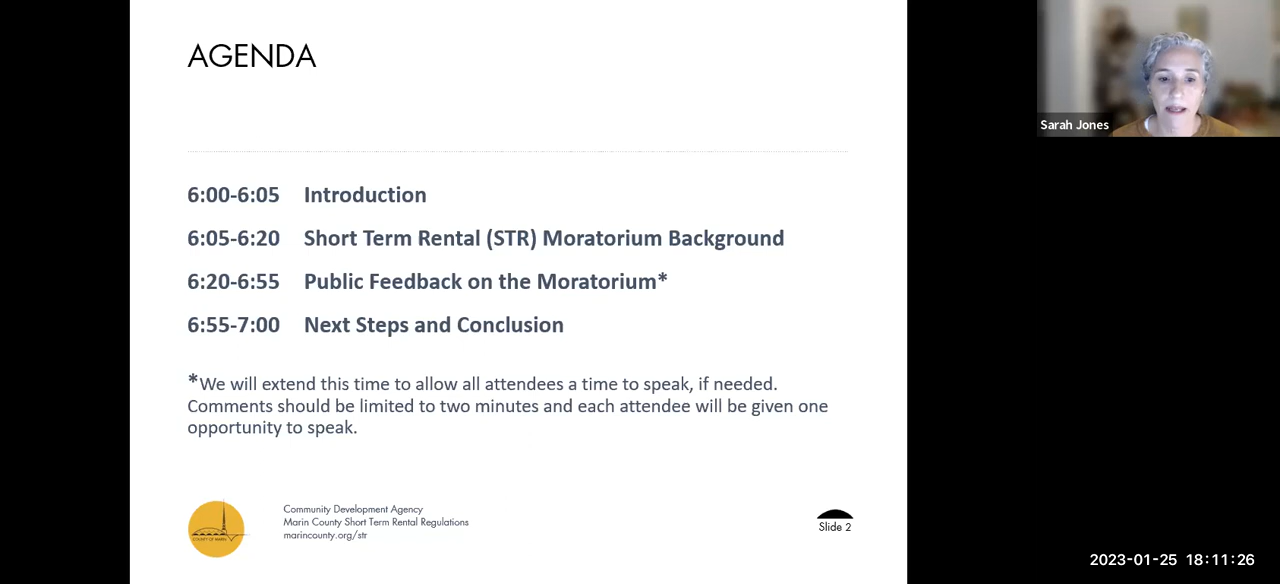 AGENDA
Sarah Jones
6:00-6:05 Introduction
6:05-6:20 Short Term Rental (STR) Moratorium Background
6:20-6:55 Public Feedback on the Moratorium*
6:55-7:00 Next Steps and Conclusion
*We will extend this time to allow all attendees a time to speak, if needed.
Comments should be limited to two minutes and each attendee will be given one
opportunity to speak.
COUNTY OF MARIN
Community Development Agency
Marin County Short Term Rental Regulations
marincounty.org/str
Slide 2
2023-01-25 18:11:26